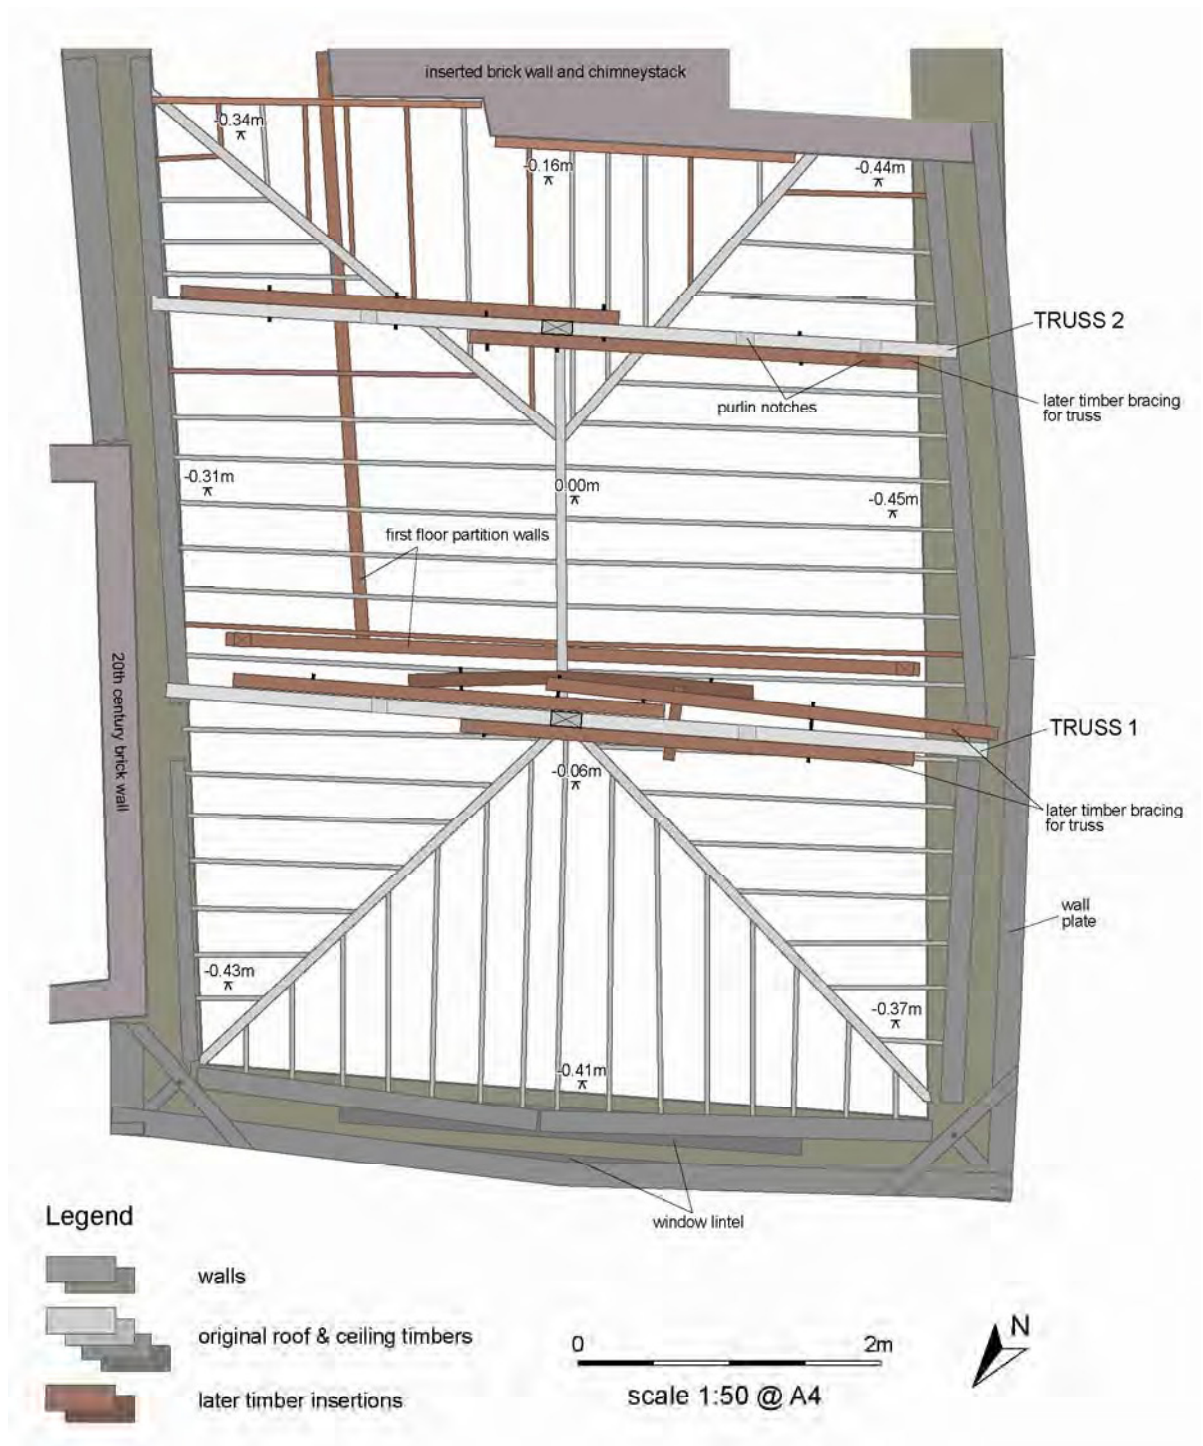 inserted brick wall and chimneystack
-0.34m
-0.16m
-0.44m
TRUSS 2
later timber bracing
for truss
purlin notches
-0.31m
0.00m
-0.45m
first floor partition walls
20th century brick wall
TRUSS 1
-0.06m
later timber bracing
for truss
wall
plate
-0.43m
-0.37m
-0.41m
window lintel
Legend
walls
original roof & ceiling timbers
later timber insertions
0 2m
scale 1:50 @ A4
N